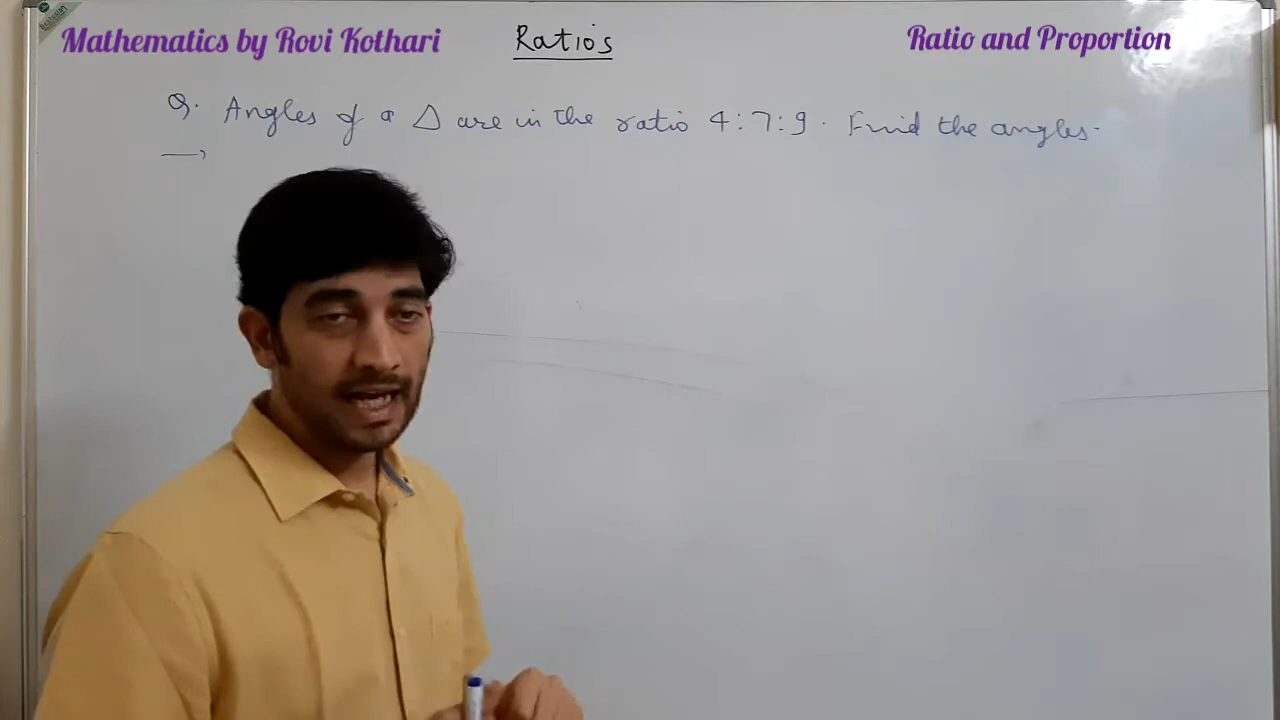 Mathematics by Rovi Kothari
Ratios
Ratio and Proportion
Q. Angles of a Δ are in the ratio 4:7:9. Find the angles.
→